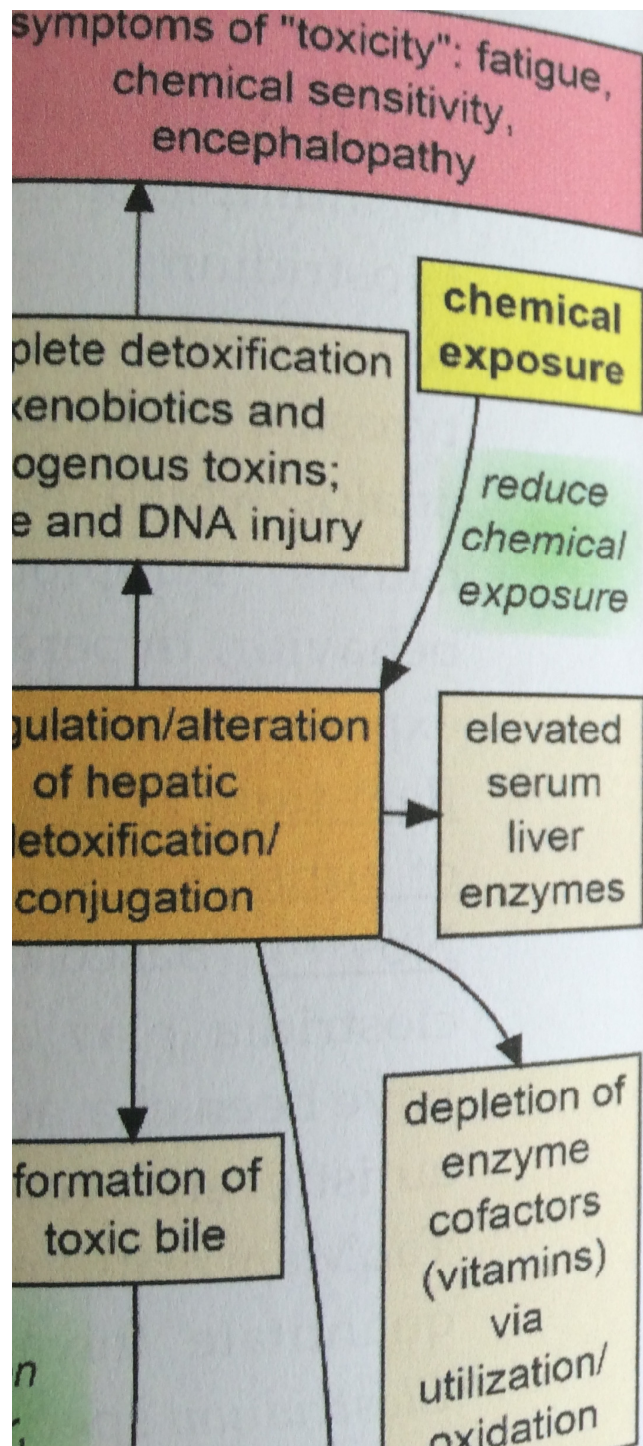 symptoms of "toxicity": fatigue,
chemical sensitivity,
encephalopathy
chemical
exposure
plete detoxification
xenobiotics and
ogenous toxins;
e and DNA injury
reduce
chemical
exposure
gulation/alteration
of hepatic
letoxification/
conjugation
elevated
serum
liver
enzymes
formation of
toxic bile
depletion of
enzyme
cofactors
(vitamins)
via
utilization/
oxidation
n